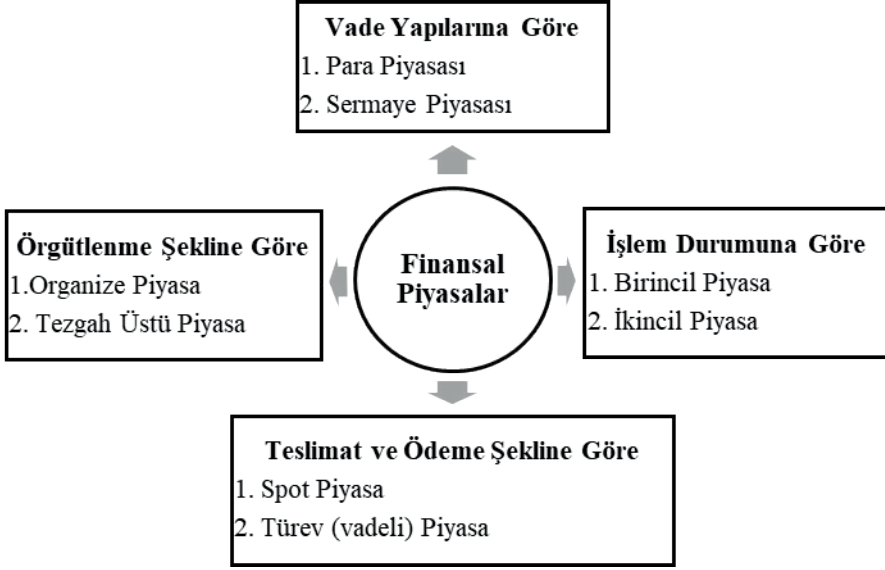 Vade Yapılarına Göre
1. Para Piyasası
2. Sermaye Piyasası
Örgütlenme Şekline Göre
1.Organize Piyasa
2. Tezgah Üstü Piyasa
Finansal
Piyasalar
İşlem Durumuna Göre
1. Birincil Piyasa
2. İkincil Piyasa
Teslimat ve Ödeme Şekline Göre
1. Spot Piyasa
2. Türev (vadeli) Piyasa